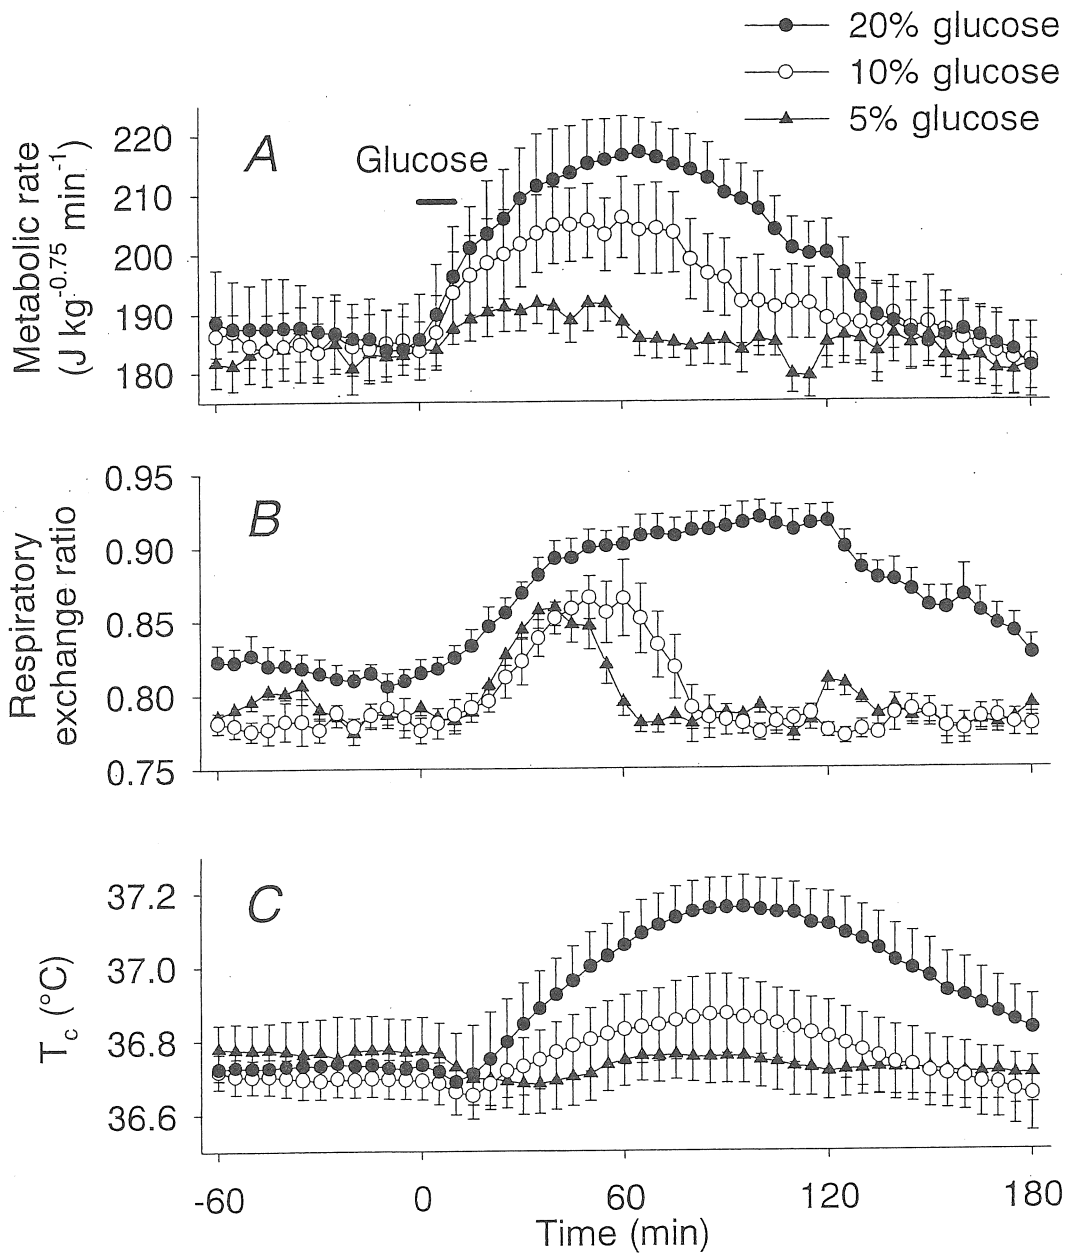 20% glucose
10% glucose
5% glucose
A
Glucose
Metabolic rate
(J kg-0.75 min-1)
220
210
200
190
180
B
Respiratory
exchange ratio
0.95
0.90
0.85
0.80
0.75
C
Tc (°C)
37.2
37.0
36.8
36.6
-60
0
60
120
180
Time (min)